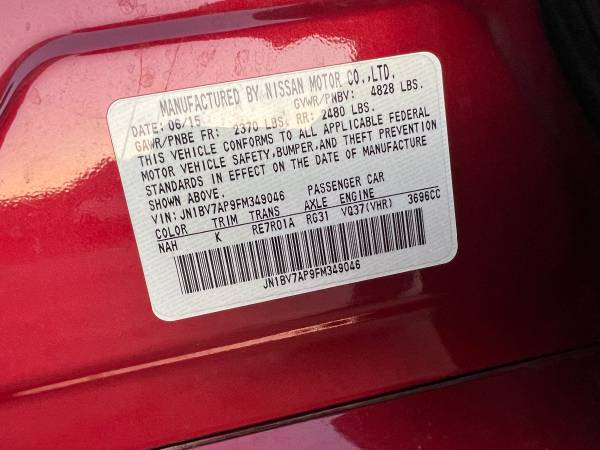 MANUFACTURED BY NISSAN MOTOR CO.,LTD.
DATE: 06/15 GVWR/PNBV: 4828 LBS.
GAWR/PNBE FR: 2370 LBS. RR: 2480 LBS.
THIS VEHICLE CONFORMS TO ALL APPLICABLE FEDERAL
MOTOR VEHICLE SAFETY,BUMPER,AND THEFT PREVENTION
STANDARDS IN EFFECT ON THE DATE OF MANUFACTURE
SHOWN ABOVE.
VIN: JN1BV7AP9FM349046 PASSENGER CAR
COLOR TRIM TRANS AXLE ENGINE
NAH K RE7R01A RG31 VQ37(VHR) 3696CC
JN1BV7AP9FM349046